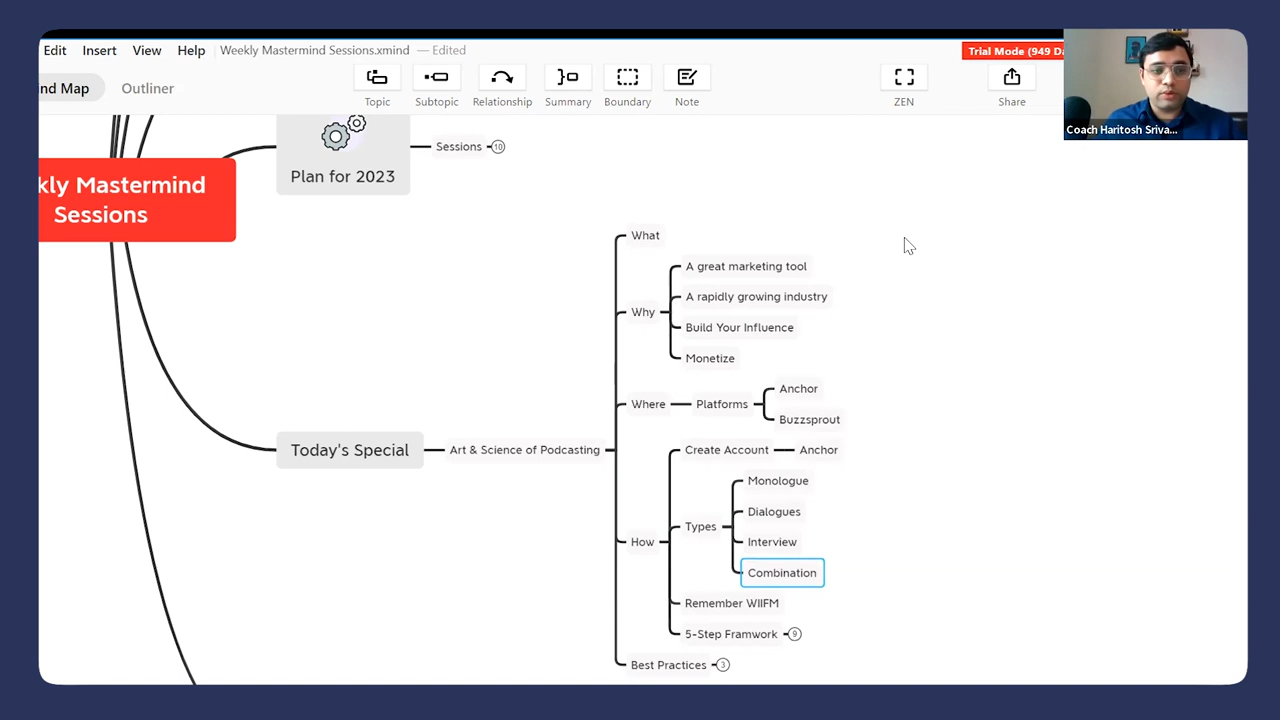 Edit Insert View Help Weekly Mastermind Sessions.xmind — Edited
Trial Mode (949 Da
nd Map Outliner
Topic Subtopic Relationship Summary Boundary Note ZEN Share
Coach Haritosh Sriva...
Plan for 2023
Sessions 10
kly Mastermind
Sessions
What
Why
A great marketing tool
A rapidly growing industry
Build Your Influence
Monetize
Where
Platforms
Anchor
Buzzsprout
Today's Special
Art & Science of Podcasting
How
Create Account
Anchor
Types
Monologue
Dialogues
Interview
Combination
Remember WIIFM
5-Step Framwork 9
Best Practices 3